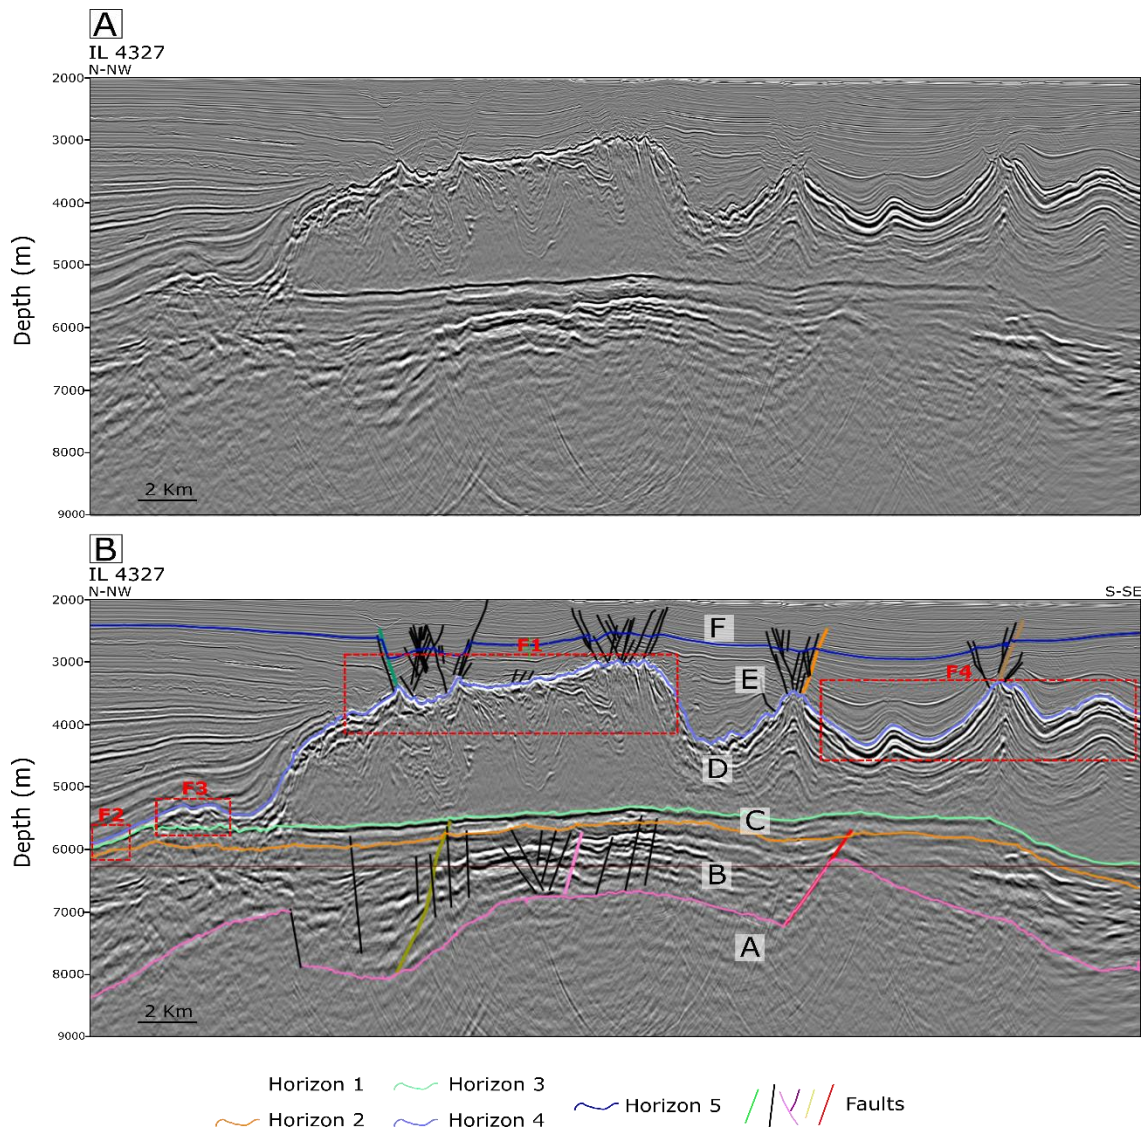 A
IL 4327
N-NW
2000
3000
4000
5000
6000
7000
8000
9000
Depth (m)
2 Km
B
IL 4327
N-NW
S-SE
2000
3000
4000
5000
6000
7000
8000
9000
Depth (m)
F
F1
E
F4
D
F3
F2
C
B
A
2 Km
Horizon 1
Horizon 3
Horizon 5
Faults
Horizon 2
Horizon 4